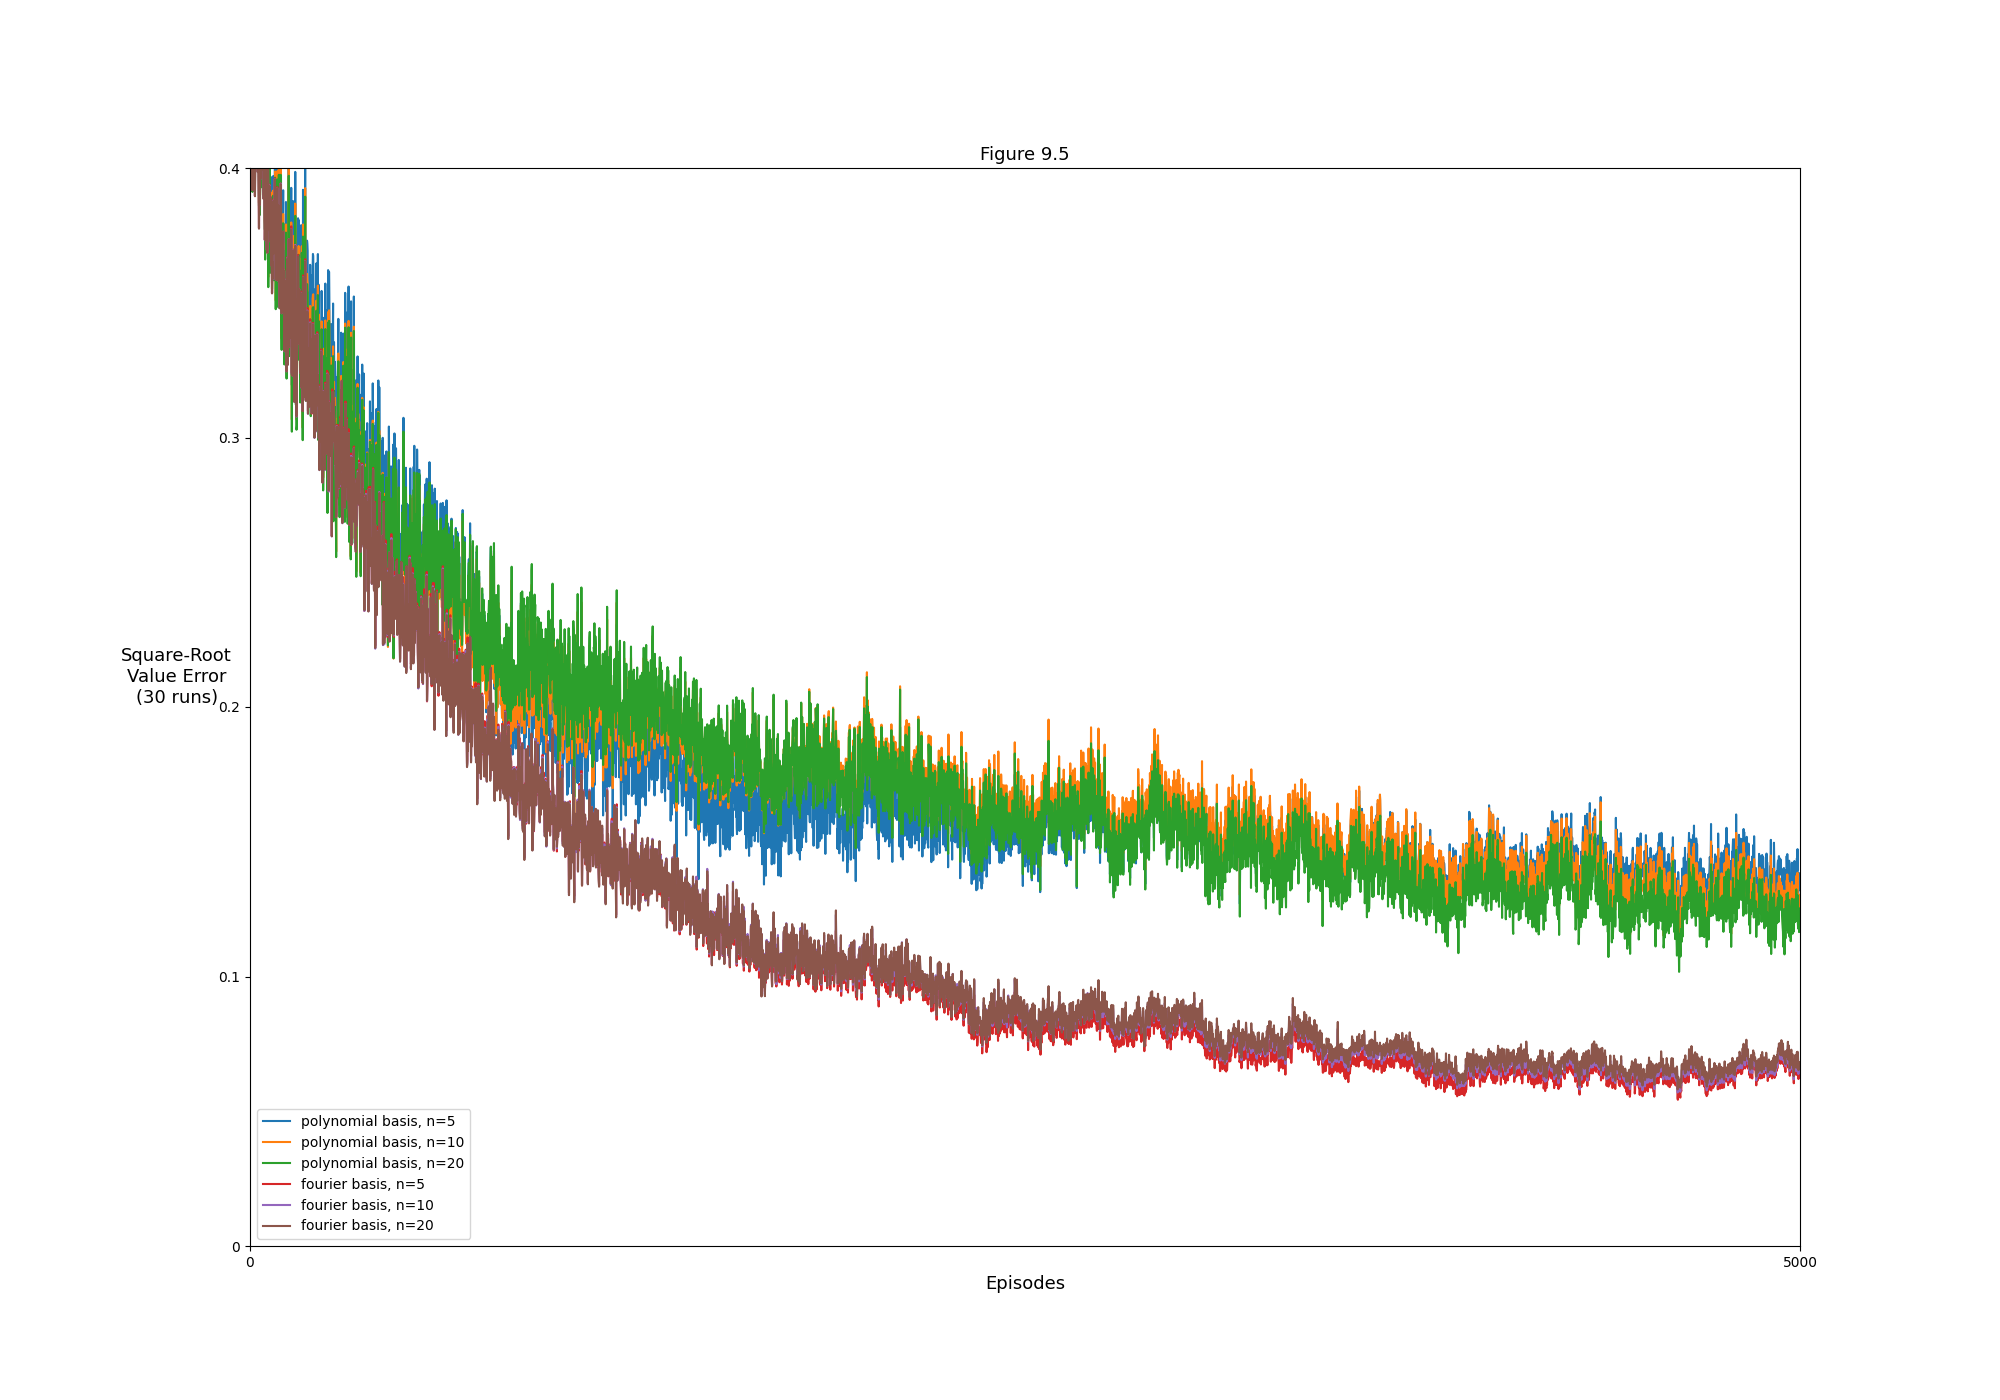 Figure 9.5
0.4
0.3
Square-Root
Value Error
(30 runs)
0.2
0.1
0
polynomial basis, n=5
polynomial basis, n=10
polynomial basis, n=20
fourier basis, n=5
fourier basis, n=10
fourier basis, n=20
0
5000
Episodes